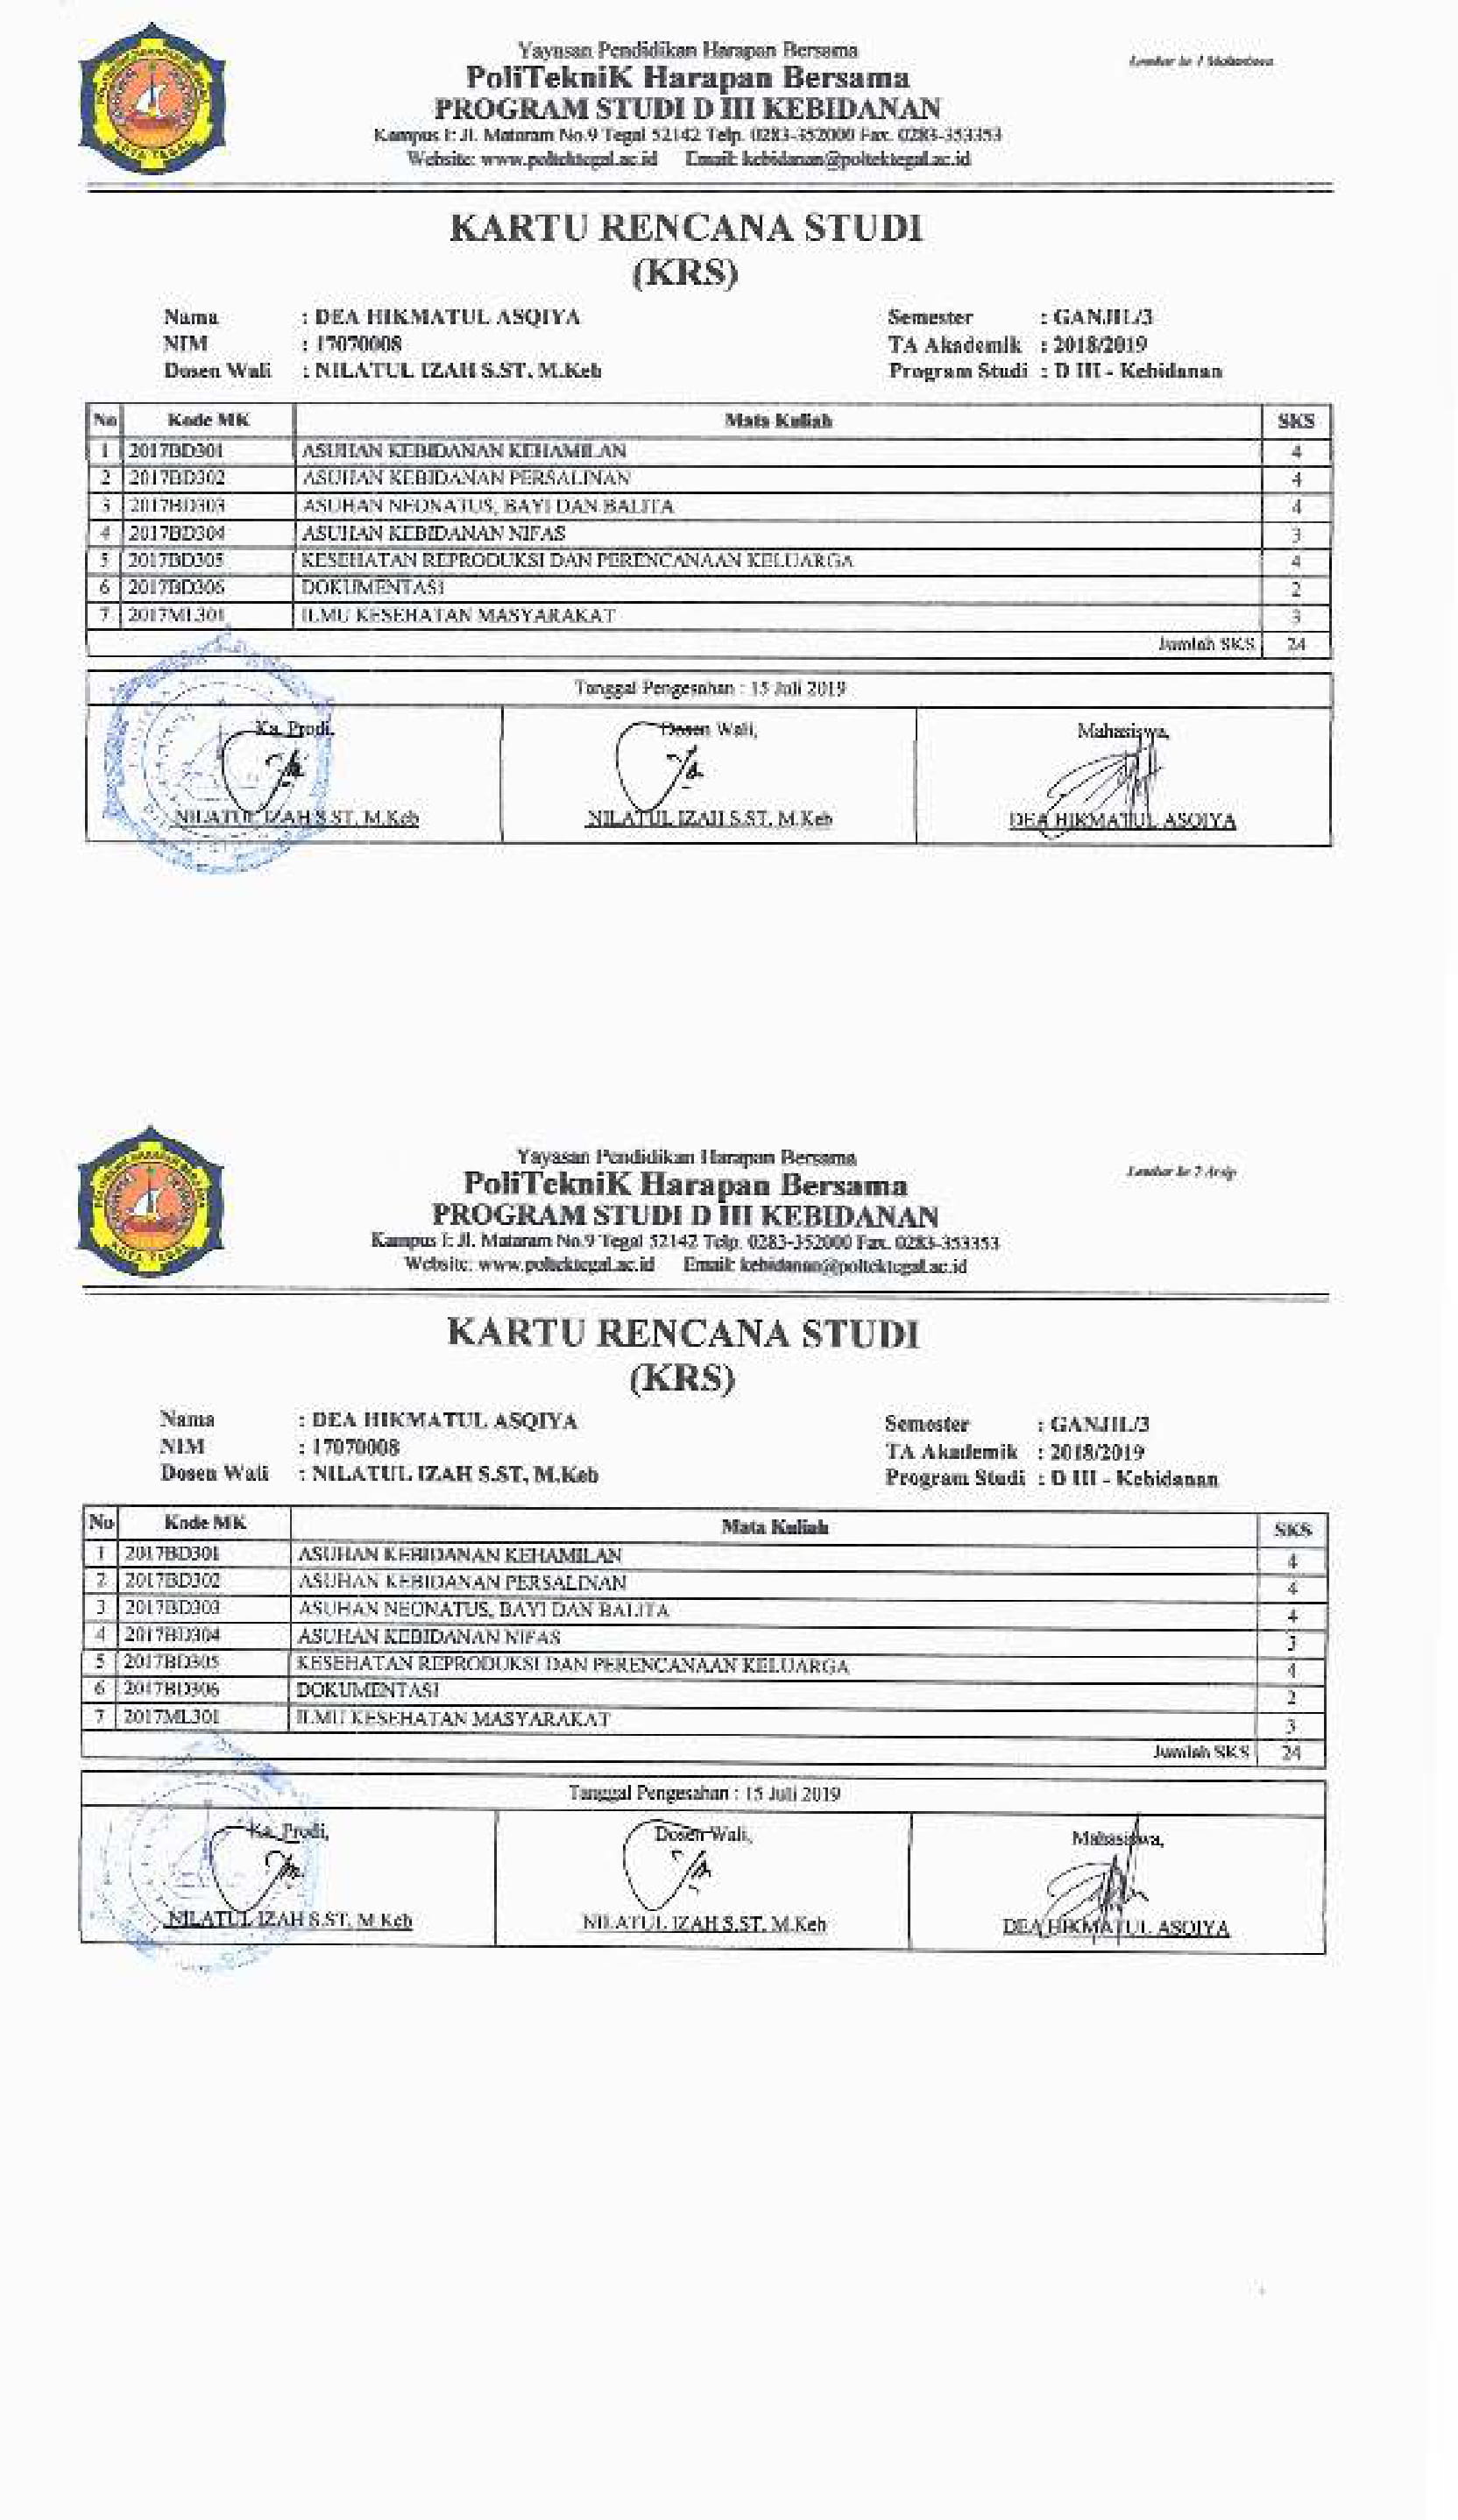 Yayasan Pendidikan Harapan Bersama
Lembar ke 1 Mahasiswa
PoliTekniK Harapan Bersama
PROGRAM STUDI D III KEBIDANAN
Kampus I: Jl. Mataram No.9 Tegal 52142 Telp. 0283-352000 Fax. 0283-353353
Website: www.poltektegal.ac.id Email: kebidanan@poltektegal.ac.id
KARTU RENCANA STUDI
(KRS)
Nama : DEA HIKMATUL ASQIYA Semester : GANJIL/3
NIM : 17070008 TA Akademik : 2018/2019
Dosen Wali : NILATUL IZAH S.ST, M.Keb Program Studi : D III - Kebidanan
No Kode MK Mata Kuliah SKS
1 2017BD301 ASUHAN KEBIDANAN KEHAMILAN 4
2 2017BD302 ASUHAN KEBIDANAN PERSALINAN 4
3 2017BD303 ASUHAN NEONATUS, BAYI DAN BALITA 4
4 2017BD304 ASUHAN KEBIDANAN NIFAS 3
5 2017BD305 KESEHATAN REPRODUKSI DAN PERENCANAAN KELUARGA 4
6 2017BD306 DOKUMENTASI 2
7 2017ML301 ILMU KESEHATAN MASYARAKAT 3
Jumlah SKS 24
Tanggal Pengesahan : 15 Juli 2019
Ka. Prodi, Dosen Wali, Mahasiswa,
NILATUL IZAH S.ST, M.Keb NILATUL IZAH S.ST, M.Keb DEA HIKMATUL ASQIYA
Yayasan Pendidikan Harapan Bersama
Lembar ke 2 Arsip
PoliTekniK Harapan Bersama
PROGRAM STUDI D III KEBIDANAN
Kampus I: Jl. Mataram No.9 Tegal 52142 Telp. 0283-352000 Fax. 0283-353353
Website: www.poltektegal.ac.id Email: kebidanan@poltektegal.ac.id
KARTU RENCANA STUDI
(KRS)
Nama : DEA HIKMATUL ASQIYA Semester : GANJIL/3
NIM : 17070008 TA Akademik : 2018/2019
Dosen Wali : NILATUL IZAH S.ST, M.Keb Program Studi : D III - Kebidanan
No Kode MK Mata Kuliah SKS
1 2017BD301 ASUHAN KEBIDANAN KEHAMILAN 4
2 2017BD302 ASUHAN KEBIDANAN PERSALINAN 4
3 2017BD303 ASUHAN NEONATUS, BAYI DAN BALITA 4
4 2017BD304 ASUHAN KEBIDANAN NIFAS 3
5 2017BD305 KESEHATAN REPRODUKSI DAN PERENCANAAN KELUARGA 4
6 2017BD306 DOKUMENTASI 2
7 2017ML301 ILMU KESEHATAN MASYARAKAT 3
Jumlah SKS 24
Tanggal Pengesahan : 15 Juli 2019
Ka. Prodi, Dosen Wali, Mahasiswa,
NILATUL IZAH S.ST, M.Keb NILATUL IZAH S.ST, M.Keb DEA HIKMATUL ASQIYA